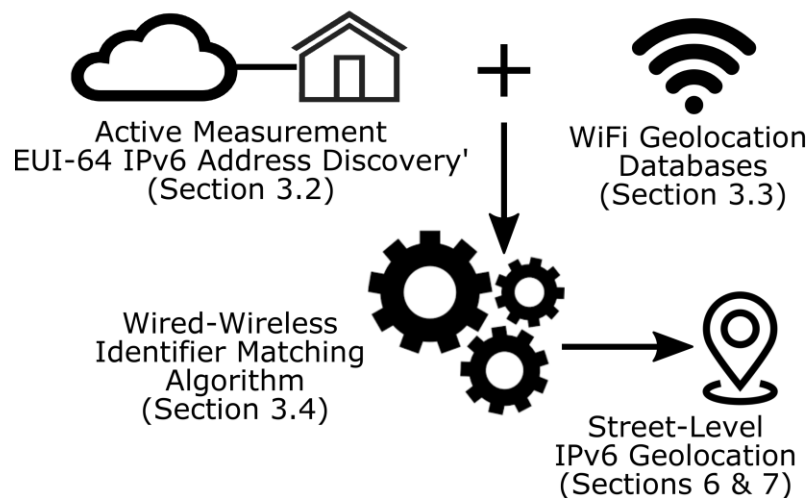 Active Measurement
EUI-64 IPv6 Address Discovery'
(Section 3.2)
+
WiFi Geolocation
Databases
(Section 3.3)
Wired-Wireless
Identifier Matching
Algorithm
(Section 3.4)
Street-Level
IPv6 Geolocation
(Sections 6 & 7)